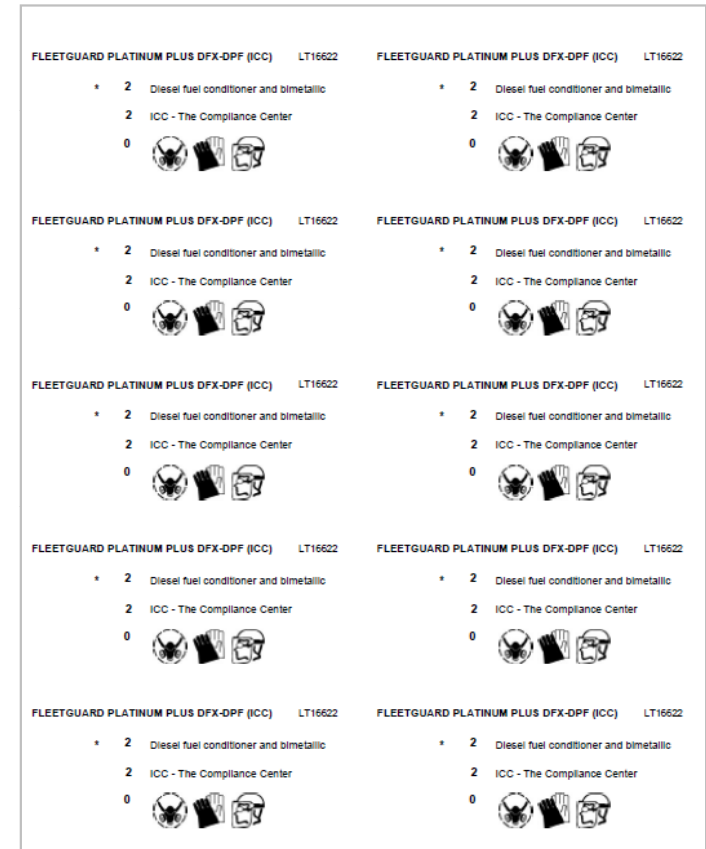 FLEETGUARD PLATINUM PLUS DFX-DPF (ICC) LT16622 FLEETGUARD PLATINUM PLUS DFX-DPF (ICC) LT16622
* 2 Diesel fuel conditioner and bimetallic * 2 Diesel fuel conditioner and bimetallic
2 ICC - The Compliance Center 2 ICC - The Compliance Center
0 0
FLEETGUARD PLATINUM PLUS DFX-DPF (ICC) LT16622 FLEETGUARD PLATINUM PLUS DFX-DPF (ICC) LT16622
* 2 Diesel fuel conditioner and bimetallic * 2 Diesel fuel conditioner and bimetallic
2 ICC - The Compliance Center 2 ICC - The Compliance Center
0 0
FLEETGUARD PLATINUM PLUS DFX-DPF (ICC) LT16622 FLEETGUARD PLATINUM PLUS DFX-DPF (ICC) LT16622
* 2 Diesel fuel conditioner and bimetallic * 2 Diesel fuel conditioner and bimetallic
2 ICC - The Compliance Center 2 ICC - The Compliance Center
0 0
FLEETGUARD PLATINUM PLUS DFX-DPF (ICC) LT16622 FLEETGUARD PLATINUM PLUS DFX-DPF (ICC) LT16622
* 2 Diesel fuel conditioner and bimetallic * 2 Diesel fuel conditioner and bimetallic
2 ICC - The Compliance Center 2 ICC - The Compliance Center
0 0
FLEETGUARD PLATINUM PLUS DFX-DPF (ICC) LT16622 FLEETGUARD PLATINUM PLUS DFX-DPF (ICC) LT16622
* 2 Diesel fuel conditioner and bimetallic * 2 Diesel fuel conditioner and bimetallic
2 ICC - The Compliance Center 2 ICC - The Compliance Center
0 0